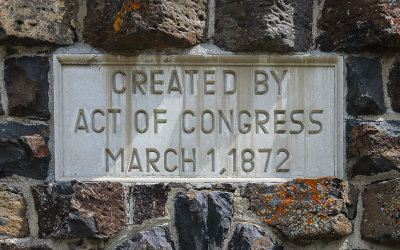 CREATED BY
ACT OF CONGRESS
MARCH 1, 1872